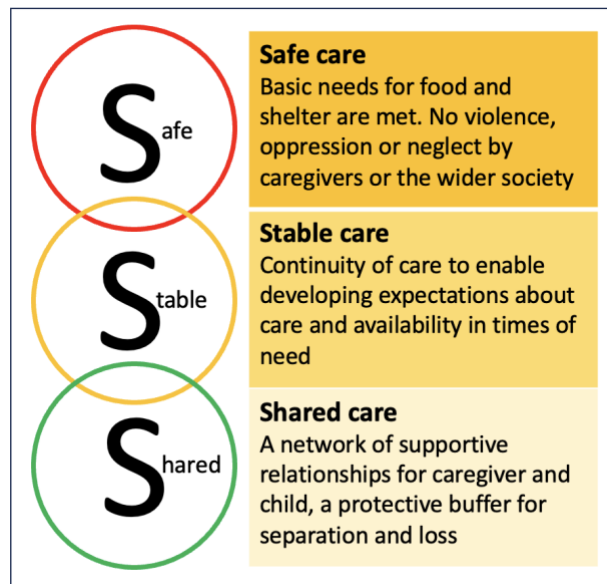 Safe
Safe care
Basic needs for food and
shelter are met. No violence,
oppression or neglect by
caregivers or the wider society
Stable
Stable care
Continuity of care to enable
developing expectations about
care and availability in times of
need
Shared
Shared care
A network of supportive
relationships for caregiver and
child, a protective buffer for
separation and loss